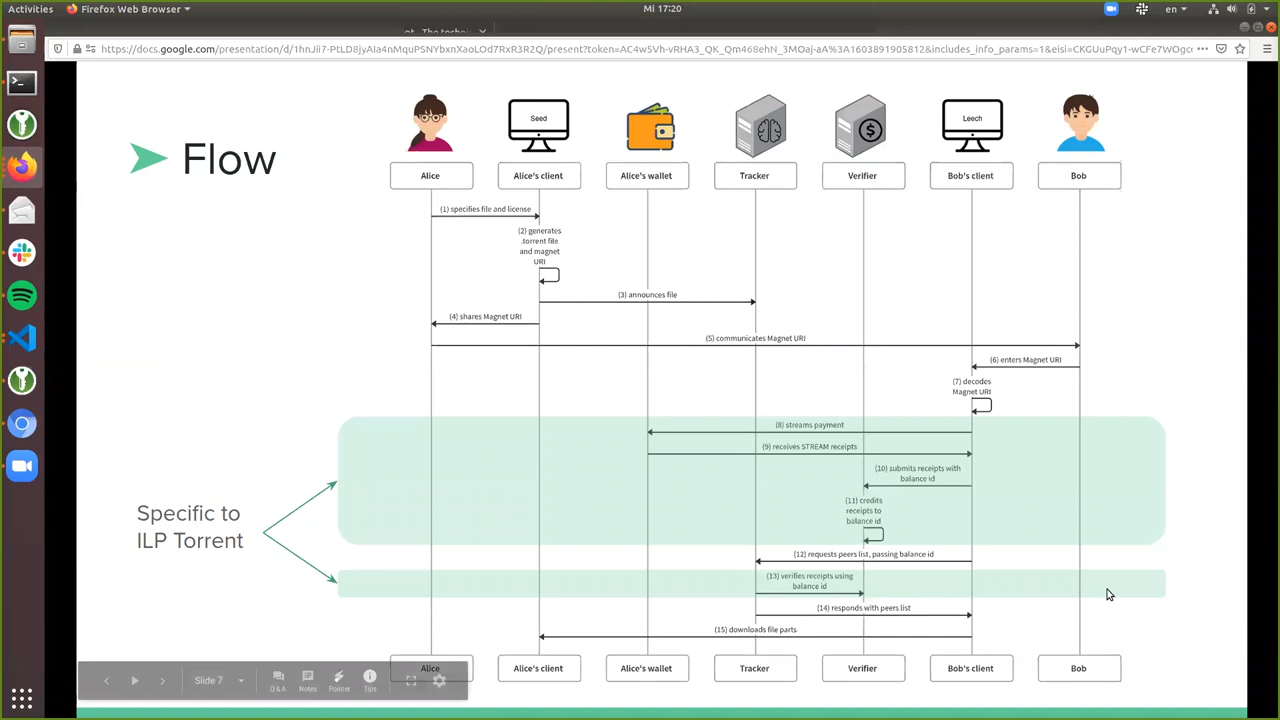 Activities
Firefox Web Browser
Mi 17:20
en
https://docs.google.com/presentation/d/1hnJii7-PtLD8jyAIa4nMquPSNYbxnXaoLOd7RxR3R2Q/present?token=AC4w5Vh-vRHA3_QK_Qm468ehN_3MOaj-aA%3A1603891905812&includes_info_params=1&eisi=CKGUuPqy1-wCFe7WOgc
Flow
Seed
$
Leech
Alice
Alice's client
Alice's wallet
Tracker
Verifier
Bob's client
Bob
(1) specifies file and license
(2) generates
.torrent file
and magnet
URI
(3) announces file
(4) shares Magnet URI
(5) communicates Magnet URI
(6) enters Magnet URI
(7) decodes
Magnet URI
(8) streams payment
(9) receives STREAM receipts
(10) submits receipts with
balance id
(11) credits
receipts to
balance id
Specific to
ILP Torrent
(12) requests peers list, passing balance id
(13) verifies receipts using
balance id
(14) responds with peers list
(15) downloads file parts
Alice
Alice's client
Alice's wallet
Tracker
Verifier
Bob's client
Bob
Slide 7
Q & A
Notes
Pointer
Tips